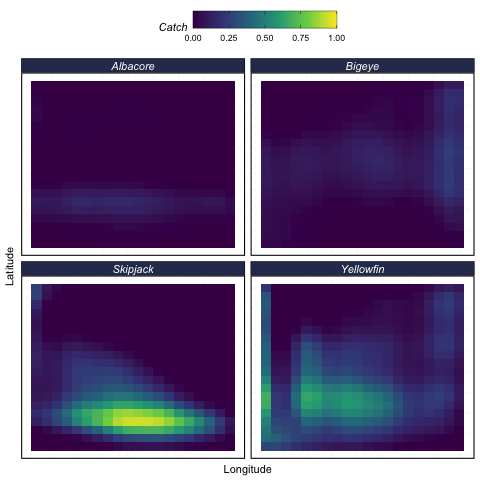 Catch
0.00 0.25 0.50 0.75 1.00
Albacore
Bigeye
Skipjack
Yellowfin
Latitude
Longitude